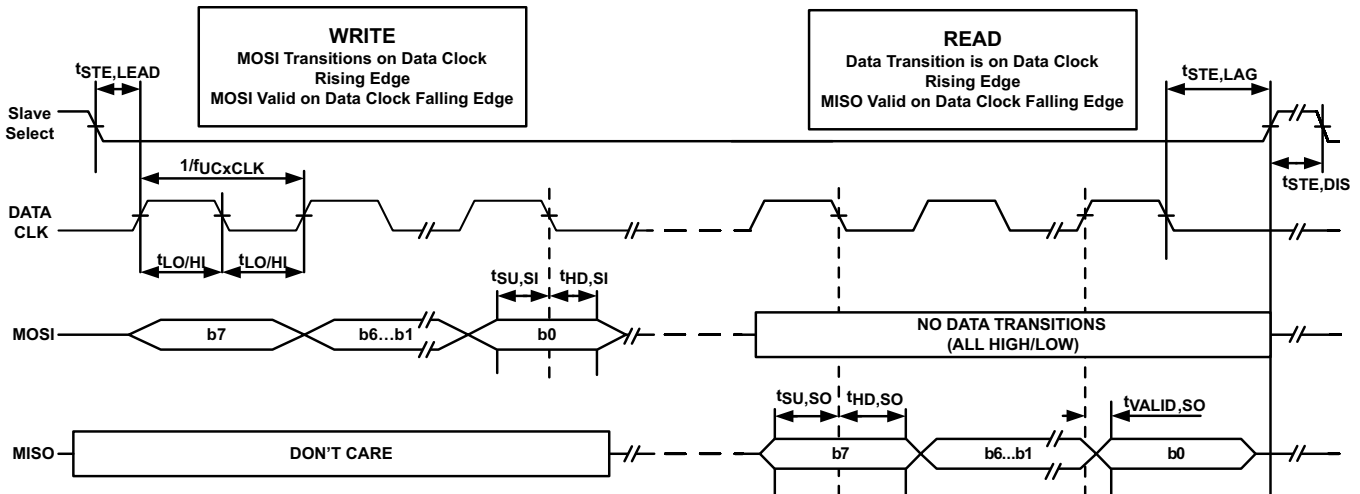 WRITE
MOSI Transitions on Data Clock
Rising Edge
MOSI Valid on Data Clock Falling Edge
READ
Data Transition is on Data Clock
Rising Edge
MISO Valid on Data Clock Falling Edge
tSTE,LEAD
tSTE,LAG
Slave
Select
tSTE,DIS
1/fUCxCLK
DATA
CLK
tLO/HI tLO/HI
tSU,SI tHD,SI
MOSI b7 b6...b1 b0
NO DATA TRANSITIONS
(ALL HIGH/LOW)
tSU,SO tHD,SO tVALID,SO
MISO DON'T CARE b7 b6...b1 b0